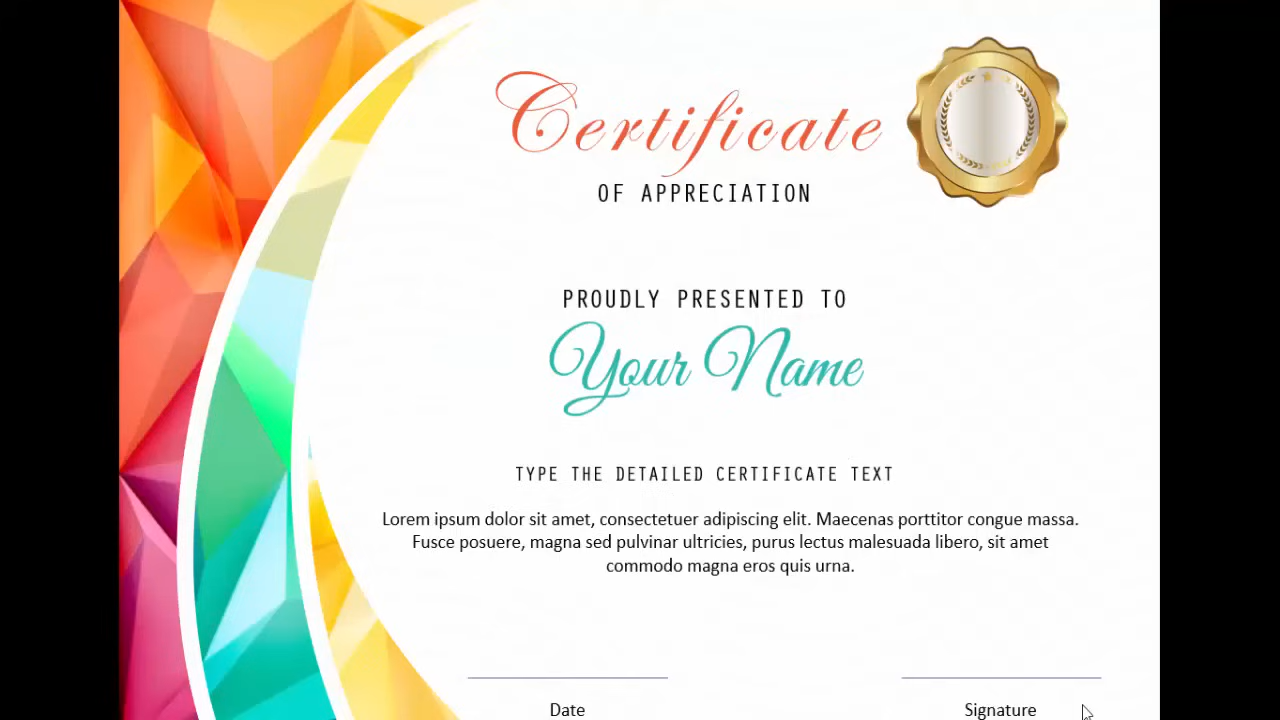 Certificate
OF APPRECIATION
PROUDLY PRESENTED TO
Your Name
TYPE THE DETAILED CERTIFICATE TEXT
Lorem ipsum dolor sit amet, consectetuer adipiscing elit. Maecenas porttitor congue massa.
Fusce posuere, magna sed pulvinar ultricies, purus lectus malesuada libero, sit amet
commodo magna eros quis urna.
Date
Signature